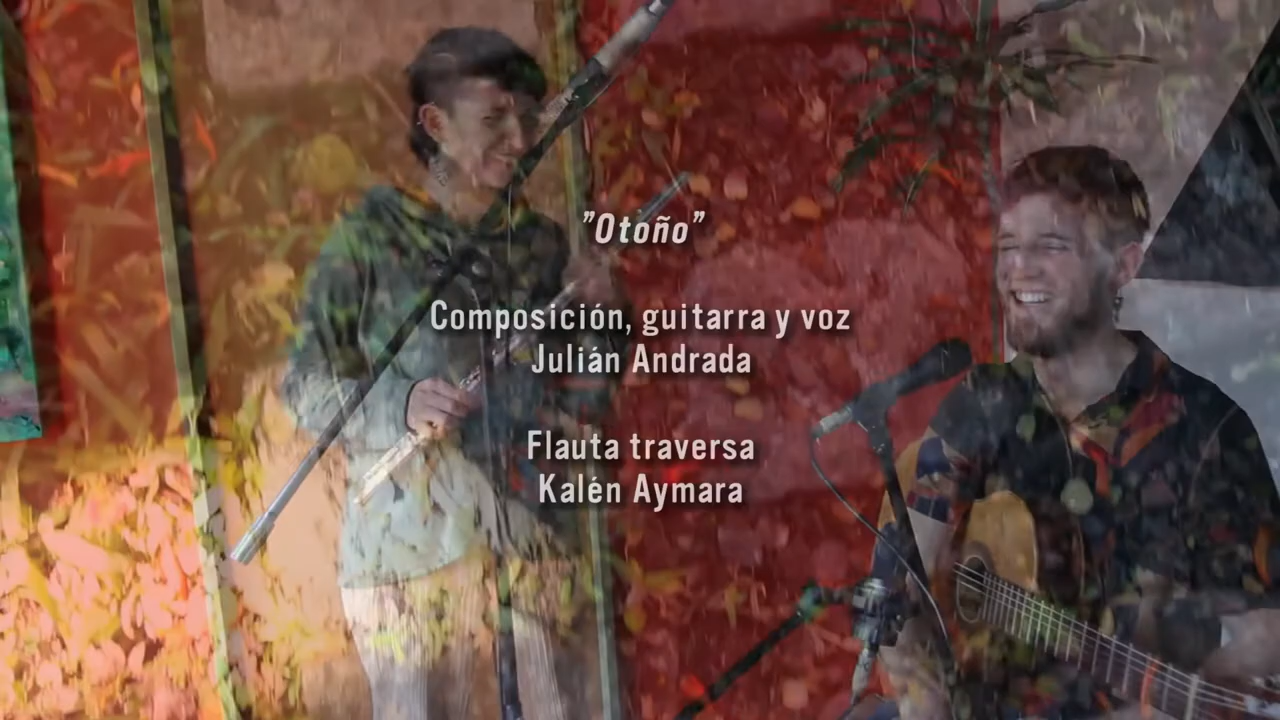 "Otoño"
Composición, guitarra y voz
Julián Andrada
Flauta traversa
Kalén Aymara